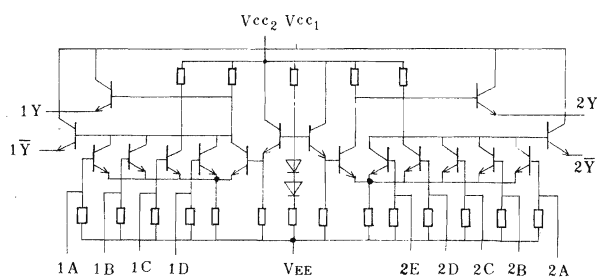 Vcc₂ Vcc₁
1Y
2Y
1Y̅
2Y̅
1A 1B 1C 1D VEE 2E 2D 2C 2B 2A